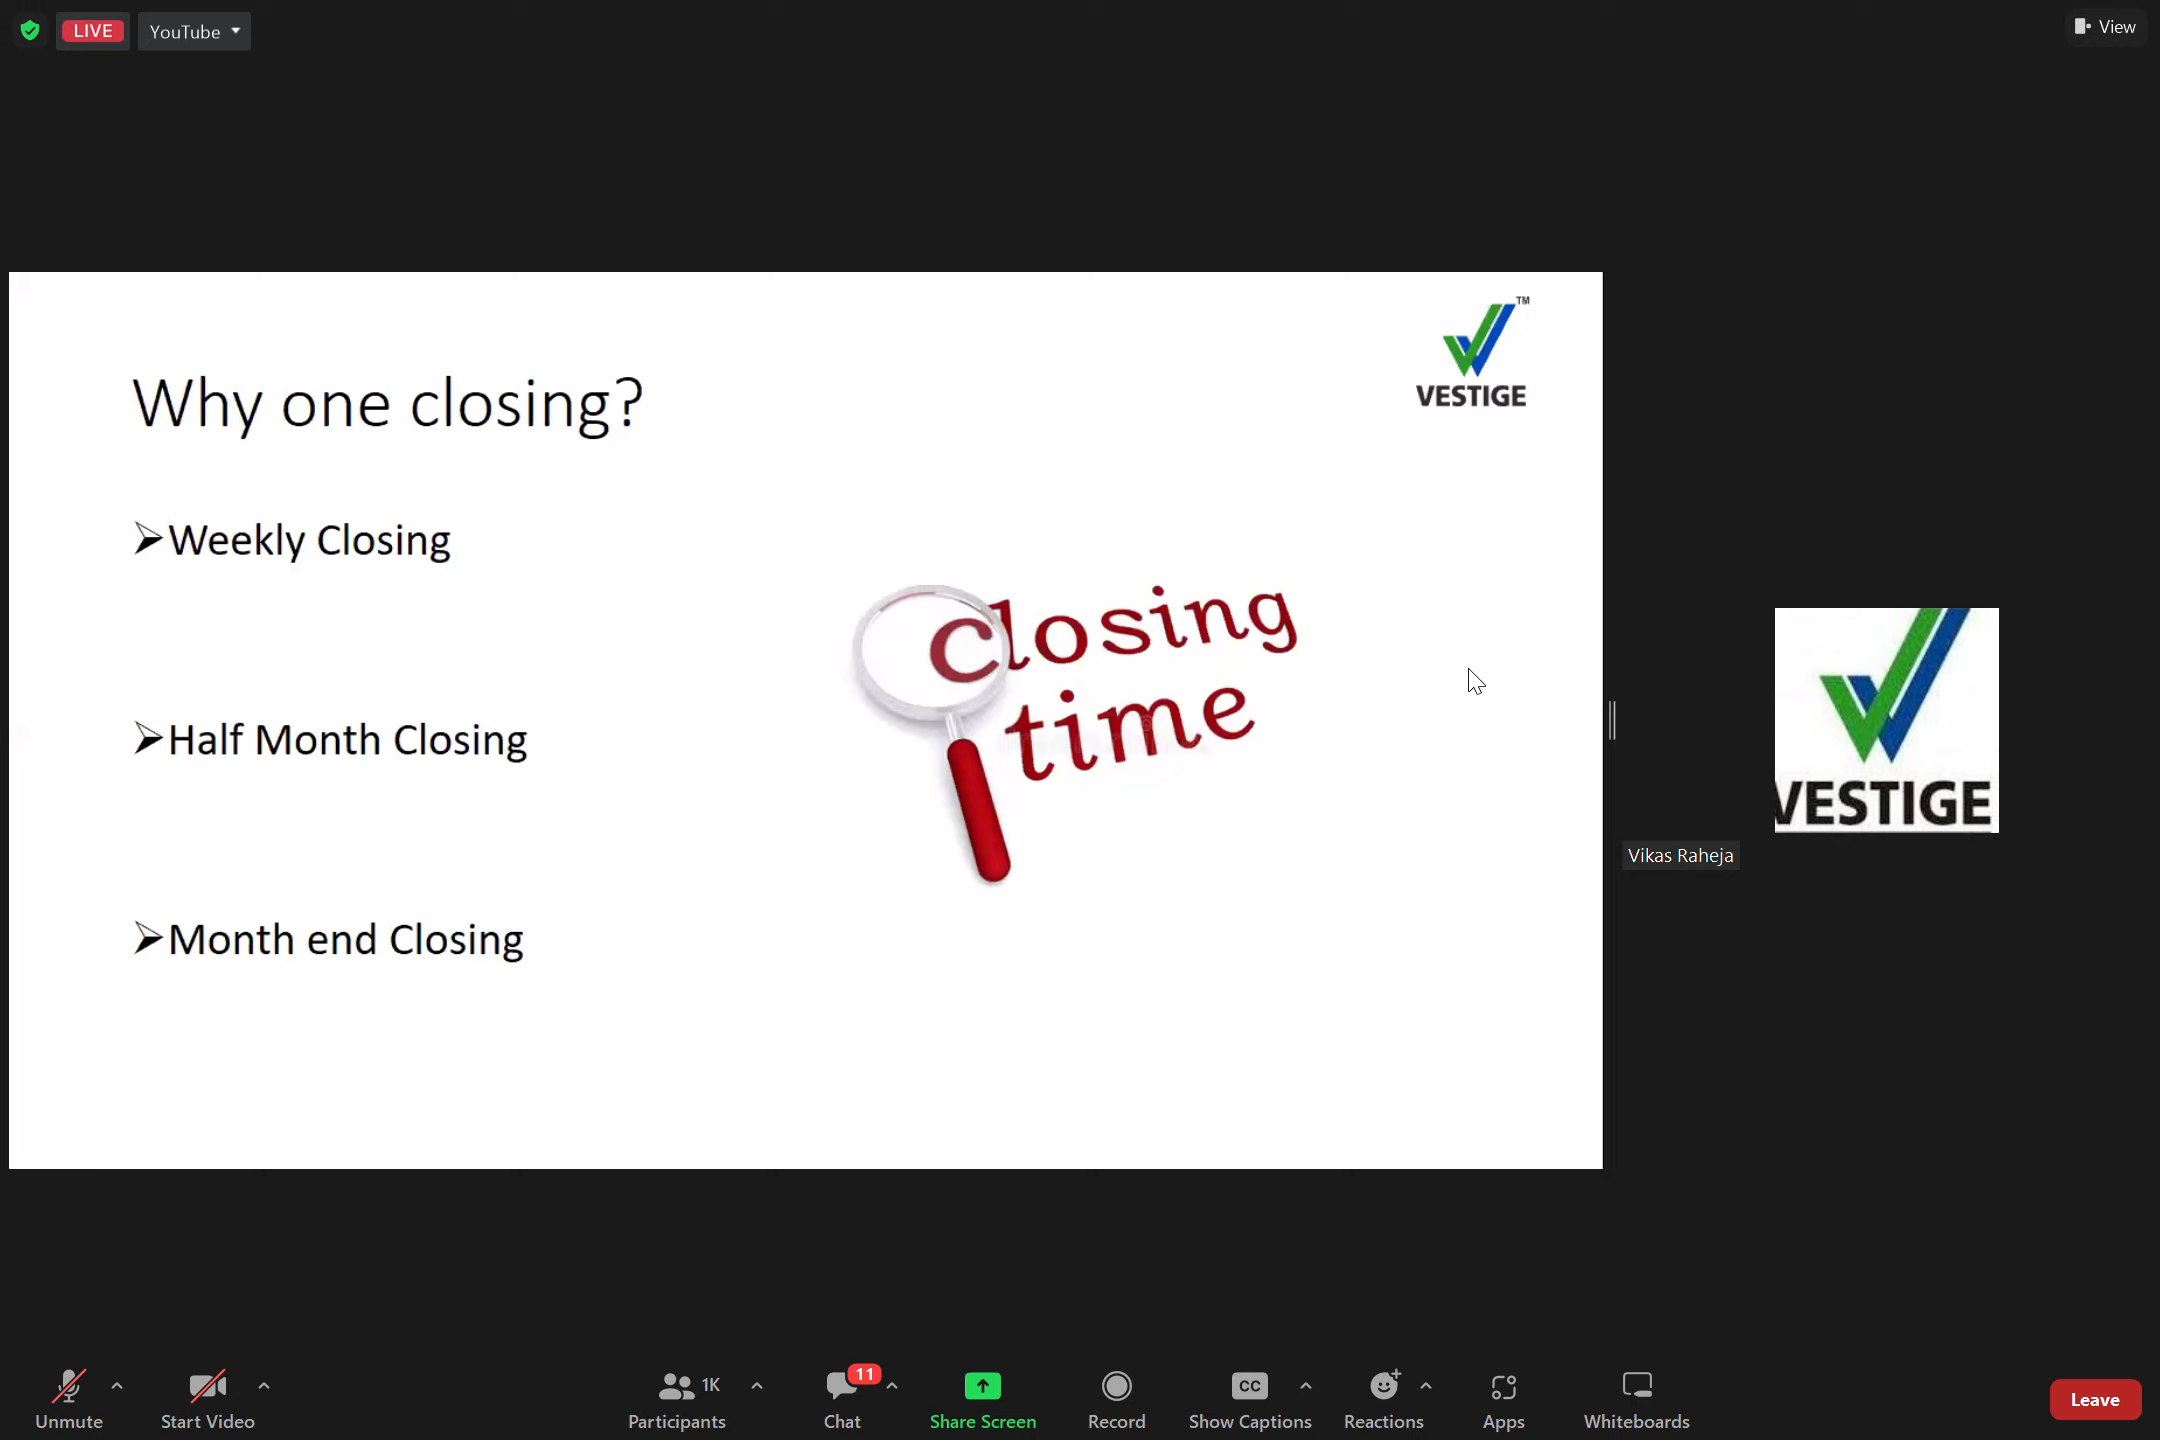 LIVE
YouTube
View
TM
VESTIGE
Why one closing?
➢Weekly Closing
➢Half Month Closing
➢Month end Closing
closing
time
VESTIGE
Vikas Raheja
Unmute
Start Video
1K
Participants
11
Chat
Share Screen
Record
CC
Show Captions
Reactions
Apps
Whiteboards
Leave